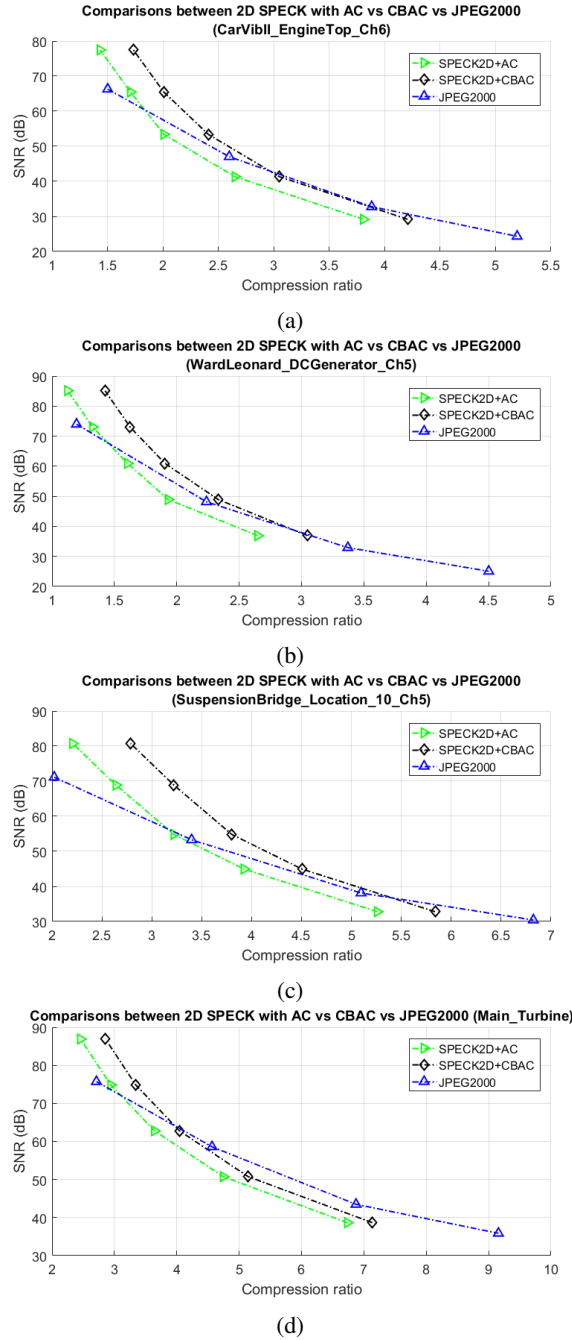 Comparisons between 2D SPECK with AC vs CBAC vs JPEG2000
(CarVibII_EngineTop_Ch6)
80
70
60
50
40
30
20
SNR (dB)
SPECK2D+AC
SPECK2D+CBAC
JPEG2000
1 1.5 2 2.5 3 3.5 4 4.5 5 5.5
Compression ratio
(a)
Comparisons between 2D SPECK with AC vs CBAC vs JPEG2000
(WardLeonard_DCGenerator_Ch5)
90
80
70
60
50
40
30
20
SNR (dB)
SPECK2D+AC
SPECK2D+CBAC
JPEG2000
1 1.5 2 2.5 3 3.5 4 4.5 5
Compression ratio
(b)
Comparisons between 2D SPECK with AC vs CBAC vs JPEG2000
(SuspensionBridge_Location_10_Ch5)
90
80
70
60
50
40
30
SNR (dB)
SPECK2D+AC
SPECK2D+CBAC
JPEG2000
2 2.5 3 3.5 4 4.5 5 5.5 6 6.5 7
Compression ratio
(c)
Comparisons between 2D SPECK with AC vs CBAC vs JPEG2000 (Main_Turbine)
90
80
70
60
50
40
30
SNR (dB)
SPECK2D+AC
SPECK2D+CBAC
JPEG2000
2 3 4 5 6 7 8 9 10
Compression ratio
(d)